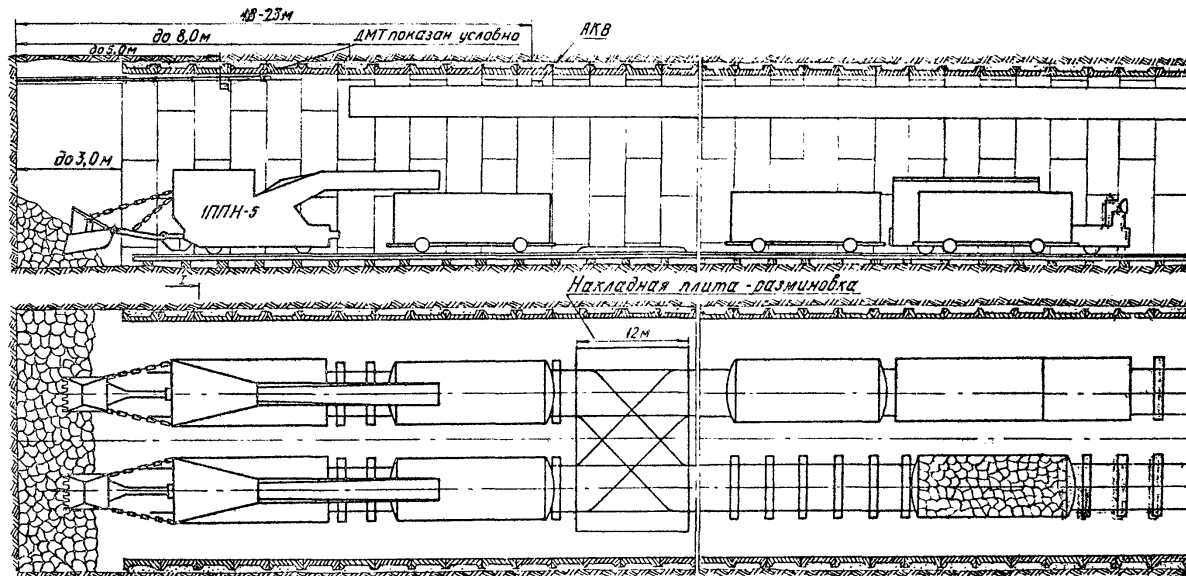 18-23м
до 8,0м
ДМТ показан условно
АКВ
до 5,0м
до 3,0м
1ППН-5
Накладная плита-разминовка
12м